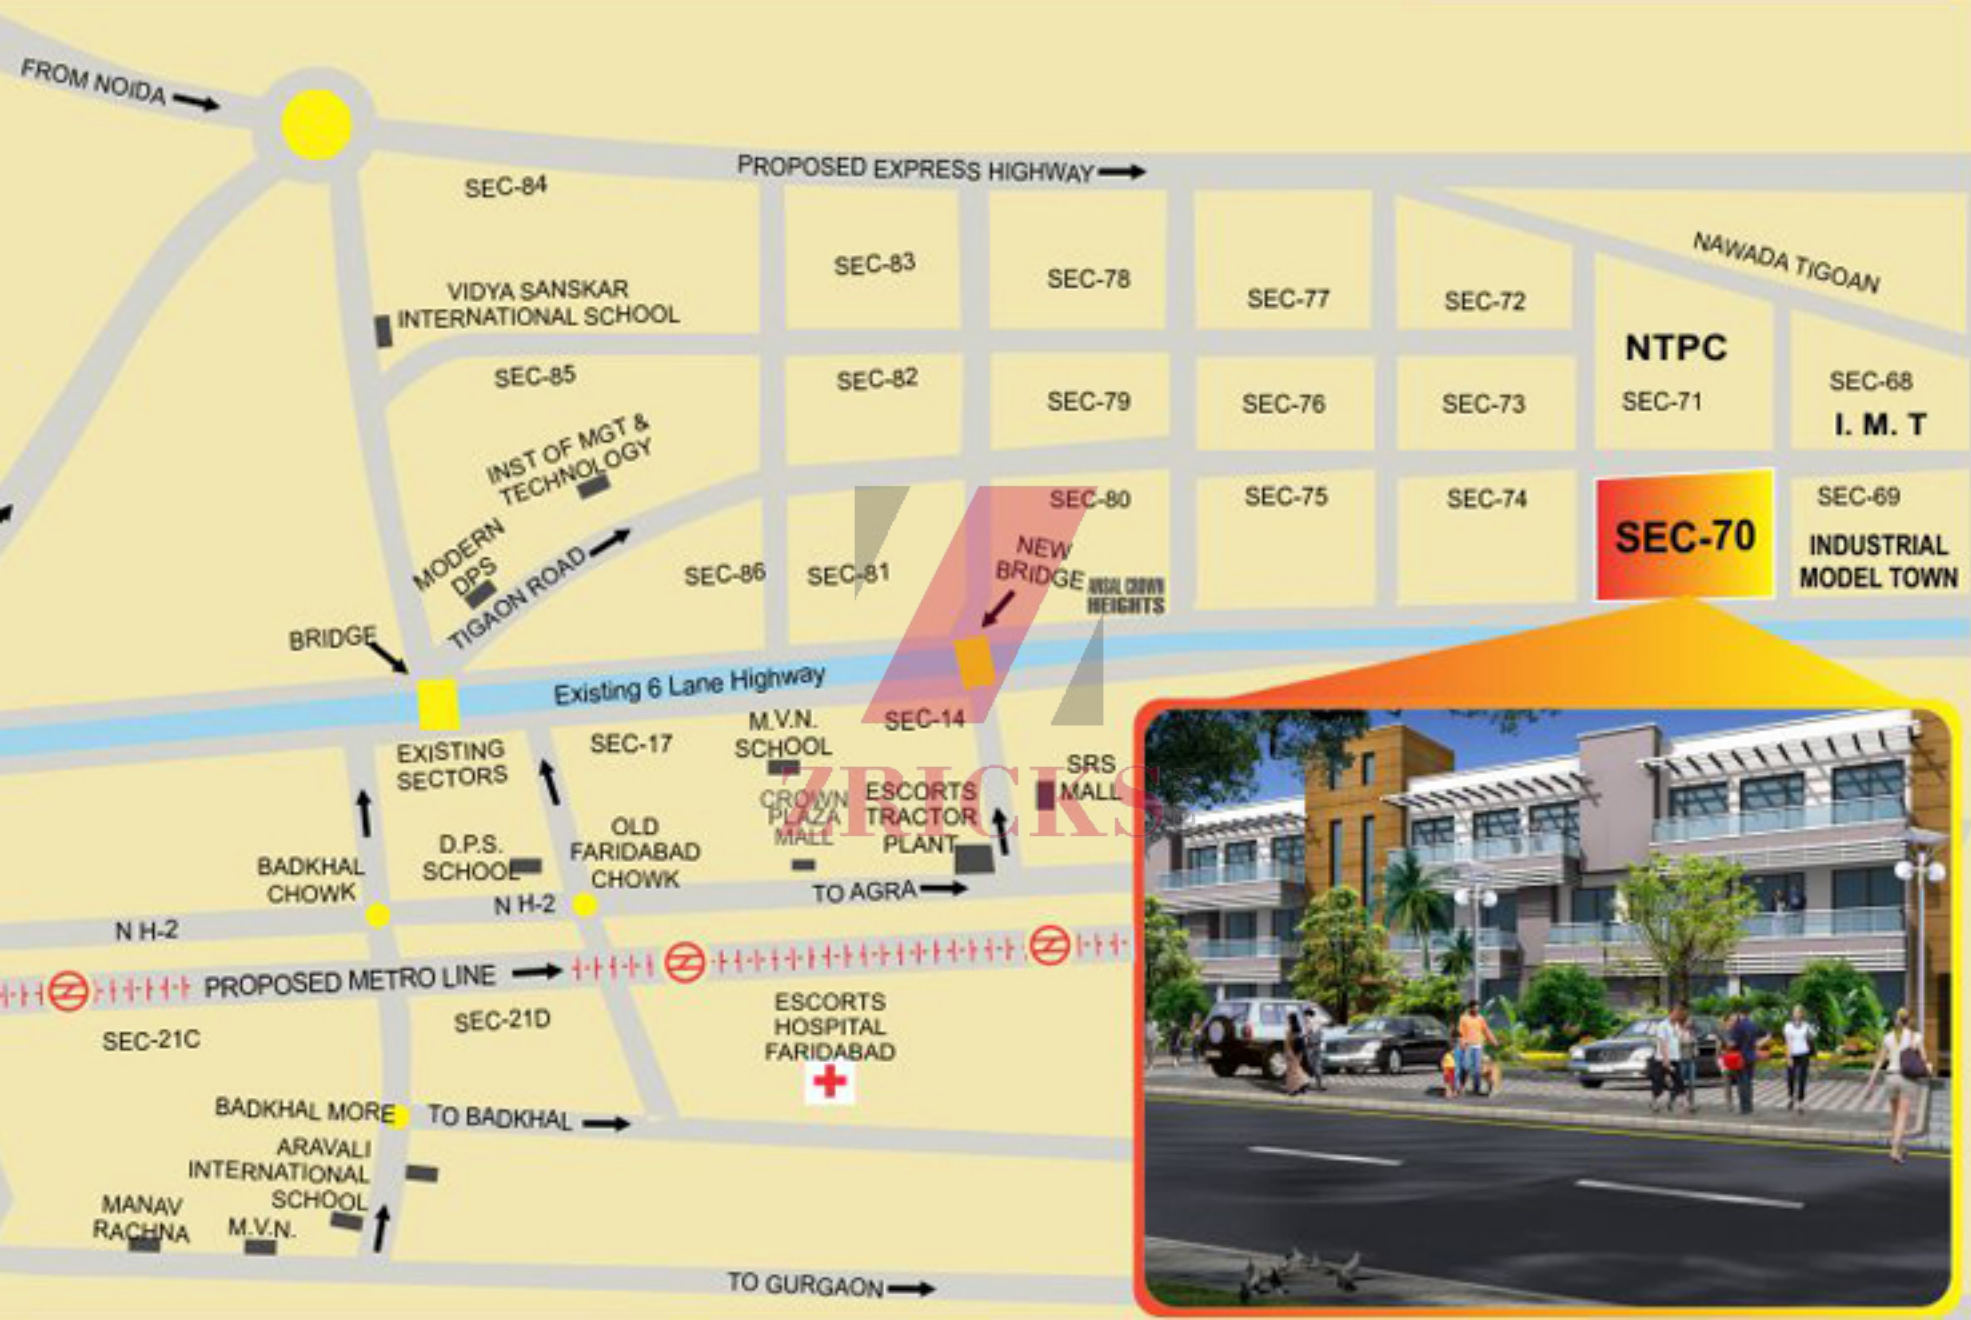 FROM NOIDA
PROPOSED EXPRESS HIGHWAY
SEC-84
NAWADA TIGOAN
SEC-83
SEC-78
SEC-77
SEC-72
VIDYA SANSKAR
INTERNATIONAL SCHOOL
NTPC
SEC-71
SEC-85
SEC-82
SEC-79
SEC-76
SEC-73
SEC-68
I. M. T
INST OF MGT &
TECHNOLOGY
MODERN
DPS
TIGAON ROAD
SEC-86
SEC-81
SEC-80
NEW
BRIDGE
ANSAL CROWN
HEIGHTS
SEC-75
SEC-74
SEC-70
SEC-69
INDUSTRIAL
MODEL TOWN
BRIDGE
Existing 6 Lane Highway
EXISTING
SECTORS
SEC-17
M.V.N.
SCHOOL
SEC-14
SRS
MALL
ZRICKS
CROWN
PLAZA
MALL
ESCORTS
TRACTOR
PLANT
OLD
FARIDABAD
CHOWK
D.P.S.
SCHOOL
BADKHAL
CHOWK
N H-2
N H-2
TO AGRA
PROPOSED METRO LINE
SEC-21C
SEC-21D
ESCORTS
HOSPITAL
FARIDABAD
BADKHAL MORE
TO BADKHAL
ARAVALI
INTERNATIONAL
SCHOOL
MANAV
RACHNA
M.V.N.
TO GURGAON